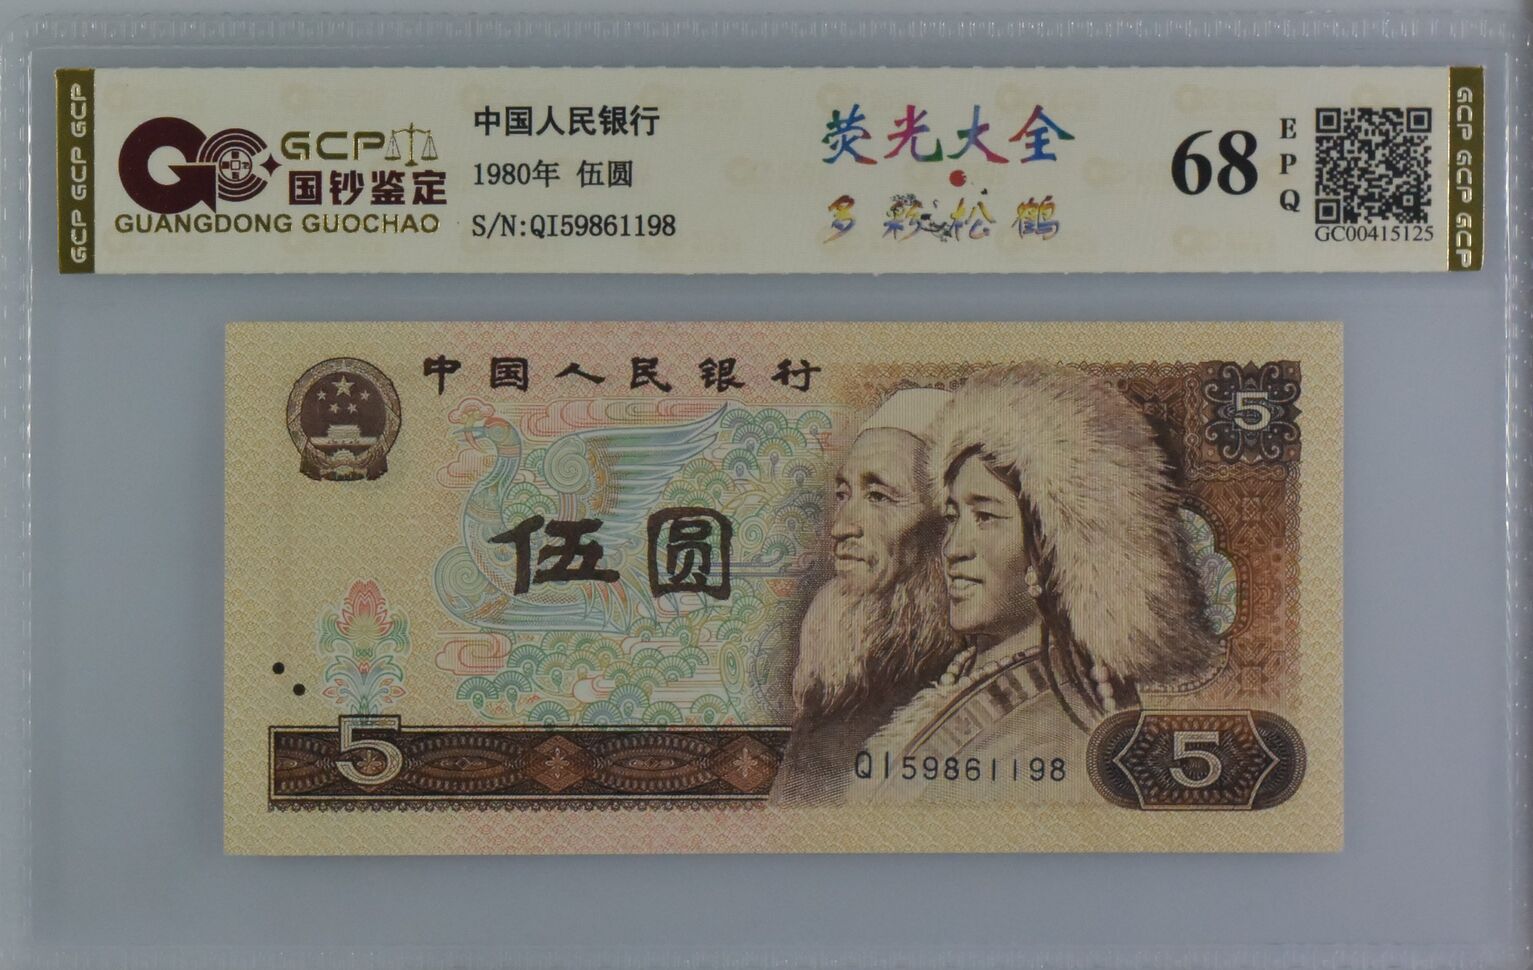 GCP GCP GCP
GCP
国钞鉴定
GUANGDONG GUOCHAO
中国人民银行
1980年 伍圆
S/N:QI59861198
荧光大全
多彩松鹤
68
EPQ
GC00415125
GCP GCP GCP
中国人民银行
5
伍圆
5
QI59861198
5